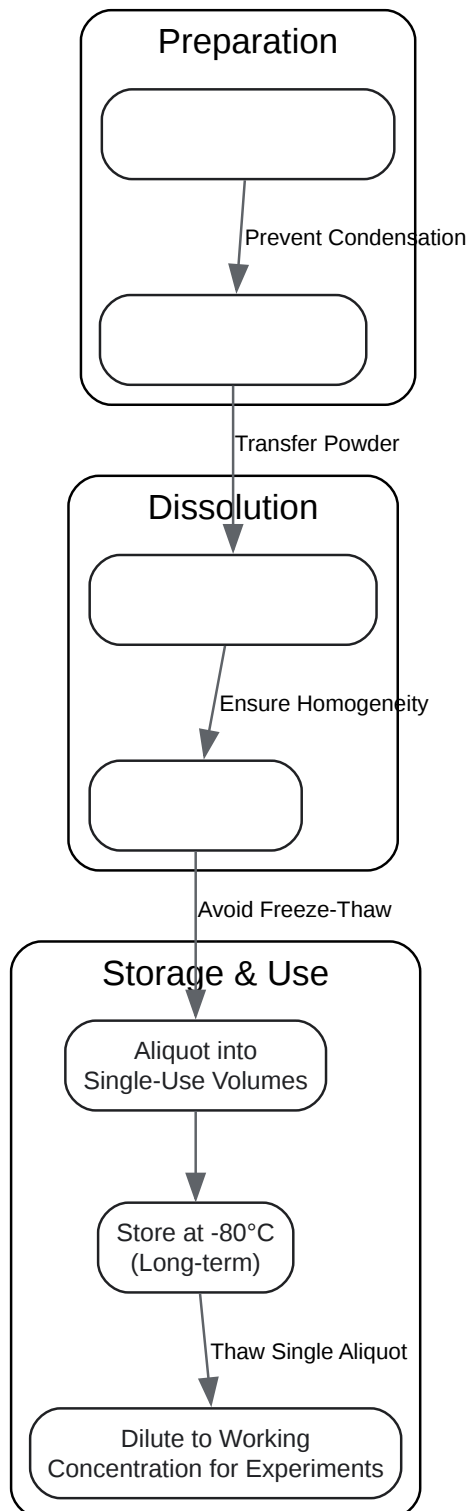 Preparation
Prevent Condensation
Transfer Powder
Dissolution
Ensure Homogeneity
Avoid Freeze-Thaw
Storage & Use
Aliquot into
Single-Use Volumes
Store at -80°C
(Long-term)
Thaw Single Aliquot
Dilute to Working
Concentration for Experiments